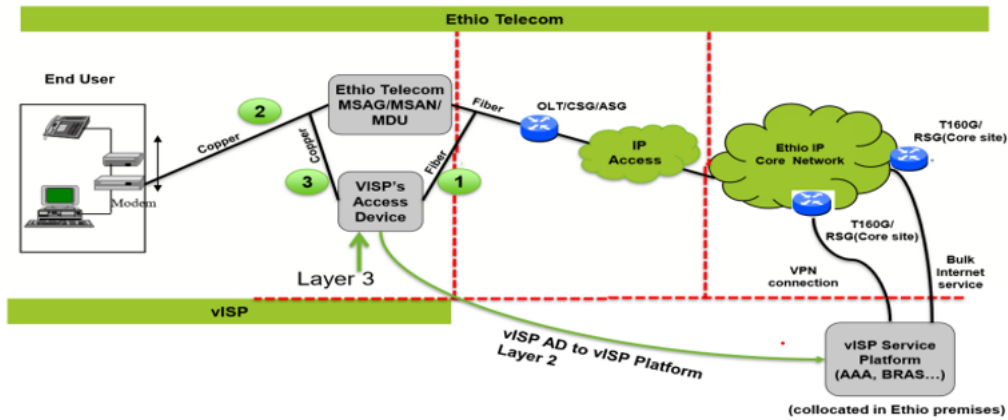 Ethio Telecom
End User
Modem
2
Copper
Ethio Telecom
MSAG/MSAN/
MDU
Copper
3
VISP's
Access
Device
Layer 3
Fiber
Fiber
1
OLT/CSG/ASG
IP
Access
Ethio IP
Core Network
T160G/
RSG(Core site)
T160G/
RSG(Core site)
VPN
connection
Bulk
Internet
service
vISP
vISP AD to vISP Platform
Layer 2
vISP Service
Platform
(AAA, BRAS...)
(collocated in Ethio premises)